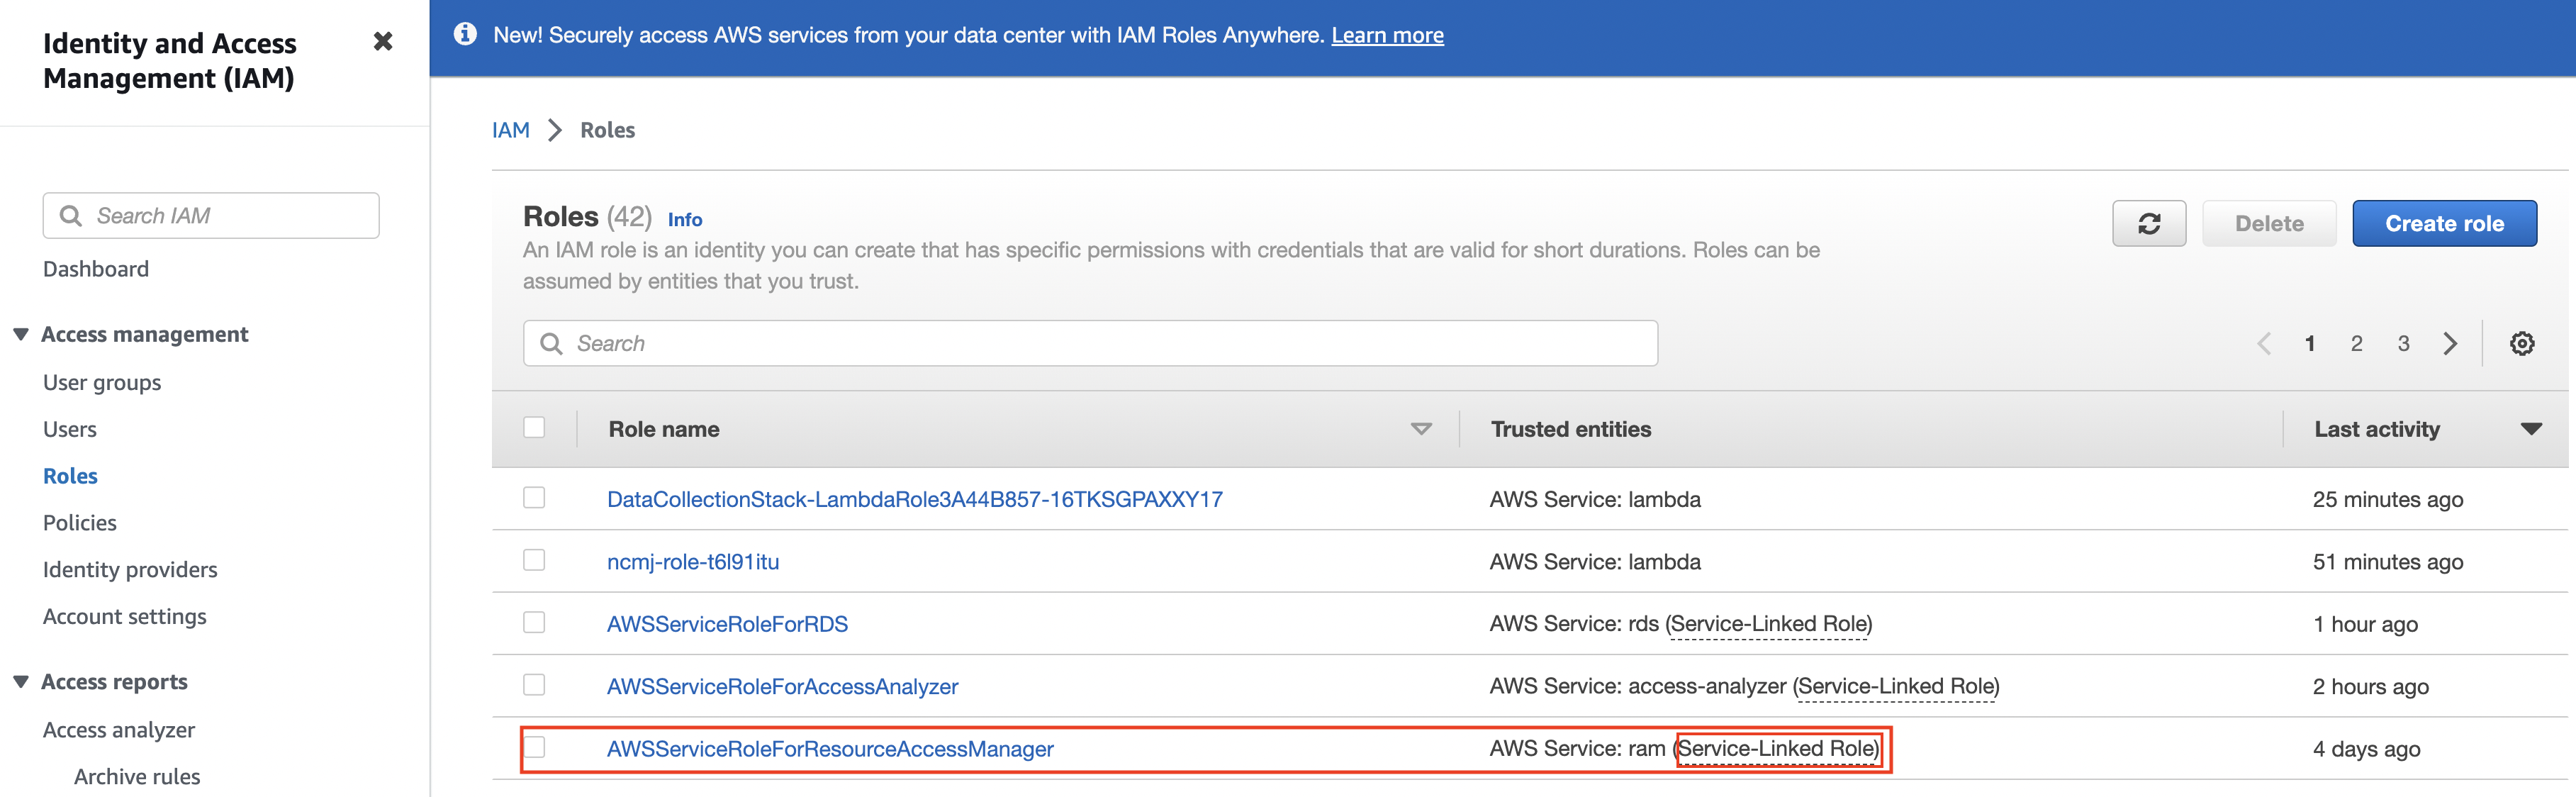 Identity and Access
Management (IAM)
New! Securely access AWS services from your data center with IAM Roles Anywhere. Learn more
Search IAM
Dashboard
Access management
User groups
Users
Roles
Policies
Identity providers
Account settings
Access reports
Access analyzer
Archive rules
IAM > Roles
Roles (42) Info
An IAM role is an identity you can create that has specific permissions with credentials that are valid for short durations. Roles can be
assumed by entities that you trust.
Delete
Create role
Search
1 2 3
Role name Trusted entities Last activity
DataCollectionStack-LambdaRole3A44B857-16TKSGPAXXY17 AWS Service: lambda 25 minutes ago
ncmj-role-t6l91itu AWS Service: lambda 51 minutes ago
AWSServiceRoleForRDS AWS Service: rds (Service-Linked Role) 1 hour ago
AWSServiceRoleForAccessAnalyzer AWS Service: access-analyzer (Service-Linked Role) 2 hours ago
AWSServiceRoleForResourceAccessManager AWS Service: ram (Service-Linked Role) 4 days ago